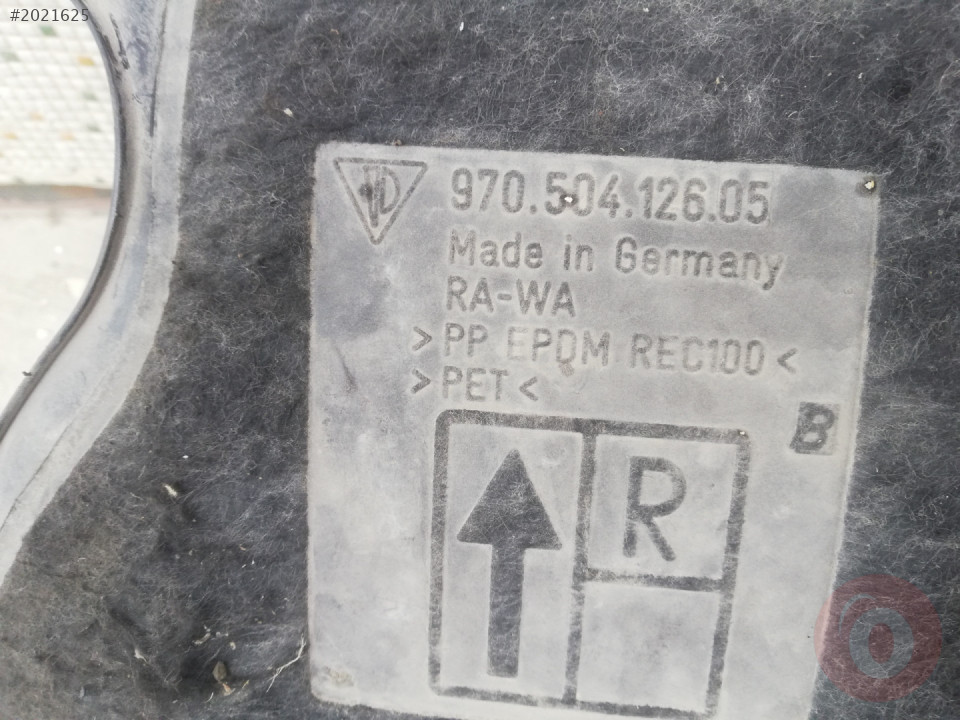 #2021625
970.504.126.05
Made in Germany
RA-WA
>PP EPDM REC100<
>PET<
B
R